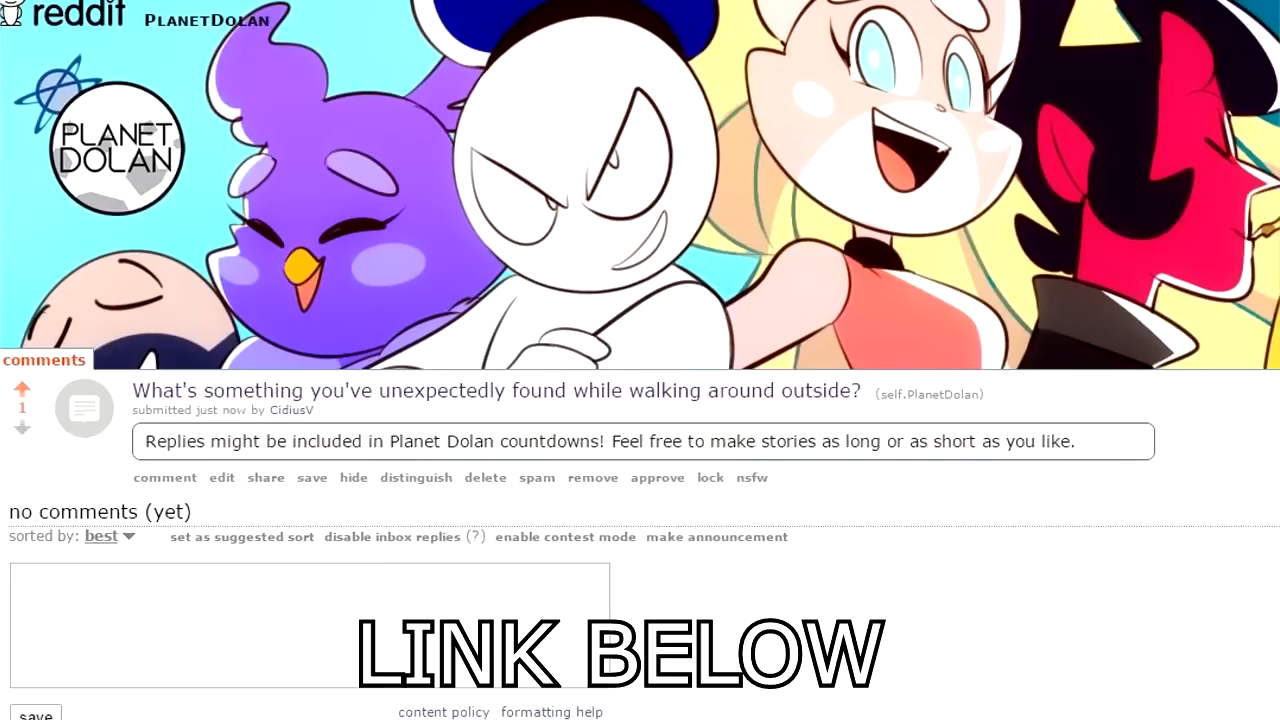 reddit PLANETDOLAN
PLANET
DOLAN
comments
What's something you've unexpectedly found while walking around outside? (self.PlanetDolan)
1
submitted just now by CidiusV
Replies might be included in Planet Dolan countdowns! Feel free to make stories as long or as short as you like.
comment edit share save hide distinguish delete spam remove approve lock nsfw
no comments (yet)
sorted by: best set as suggested sort disable inbox replies (?) enable contest mode make announcement
LINK BELOW
save content policy formatting help